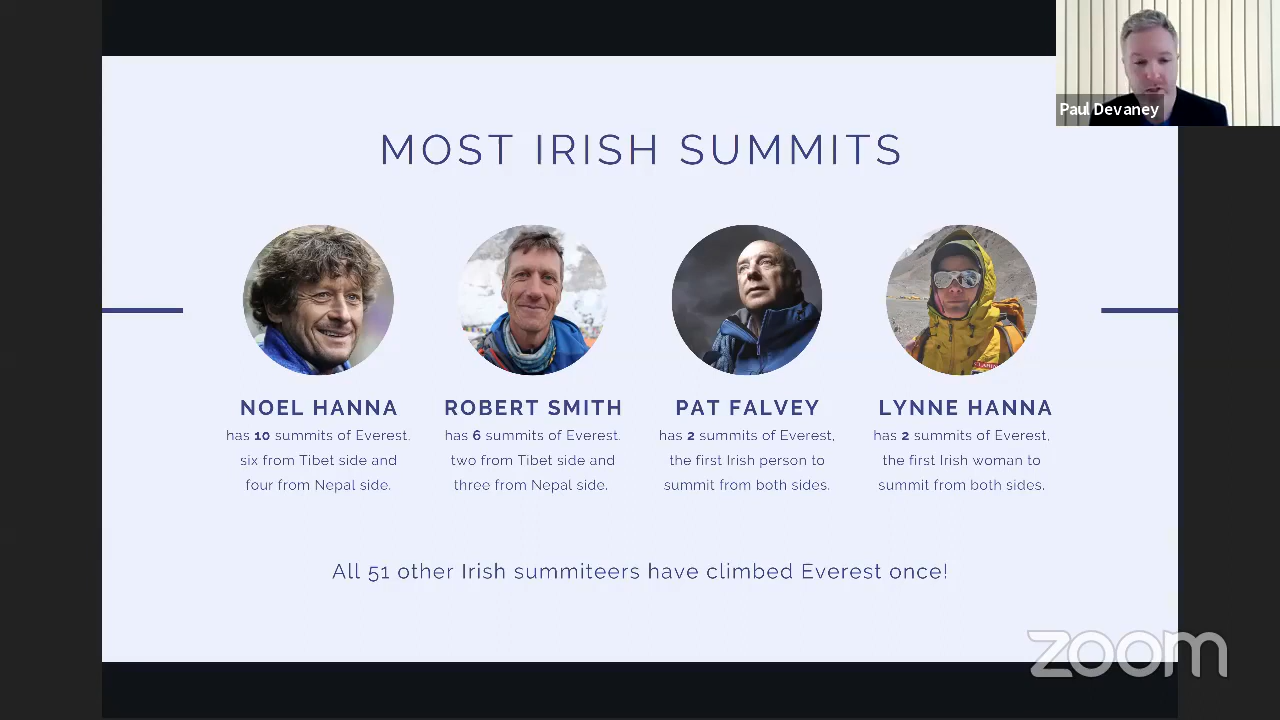 Paul Devaney
MOST IRISH SUMMITS
NOEL HANNA
has 10 summits of Everest.
six from Tibet side and
four from Nepal side.
ROBERT SMITH
has 6 summits of Everest.
two from Tibet side and
three from Nepal side.
PAT FALVEY
has 2 summits of Everest,
the first Irish person to
summit from both sides.
LYNNE HANNA
has 2 summits of Everest,
the first Irish woman to
summit from both sides.
All 51 other Irish summiteers have climbed Everest once!
zoom